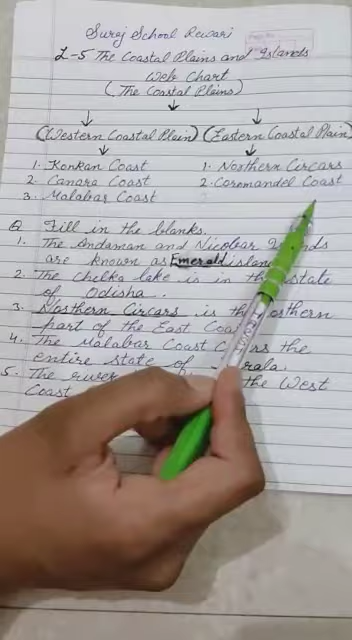 Suraj School Rewari
L-5 The Coastal Plains and Islands
Web Chart
(The Coastal Plains)
(Western Coastal Plain) (Eastern Coastal Plain)
1. Konkan Coast 1. Northern Circars
2. Canara Coast 2. Coromandel Coast
3. Malabar Coast
Q Fill in the blanks.
1. The Andaman and Nicobar
are known as Emerald island
2. The Chilka lake is in the state
of Odisha.
3. Northern Circars is the
part of the East
4. The Malabar Coast the
entire state of
5. The the West
Coast